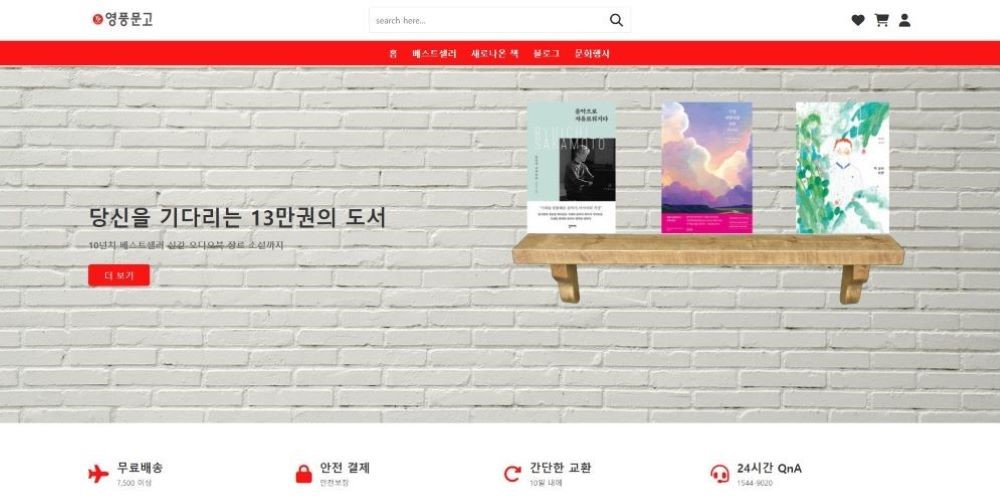 영풍문고
search here...
홈 베스트셀러 새로나온 책 블로그 문화행사
음악으로
자유로워지다
RYUICHI
SAKAMOTO
당신을 기다리는 13만권의 도서
10년치 베스트셀러 신간 오디오북 장르 소설까지
더 보기
무료배송
7,500 이상
안전 결제
안전보장
간단한 교환
10일 내에
24시간 QnA
1544-9020